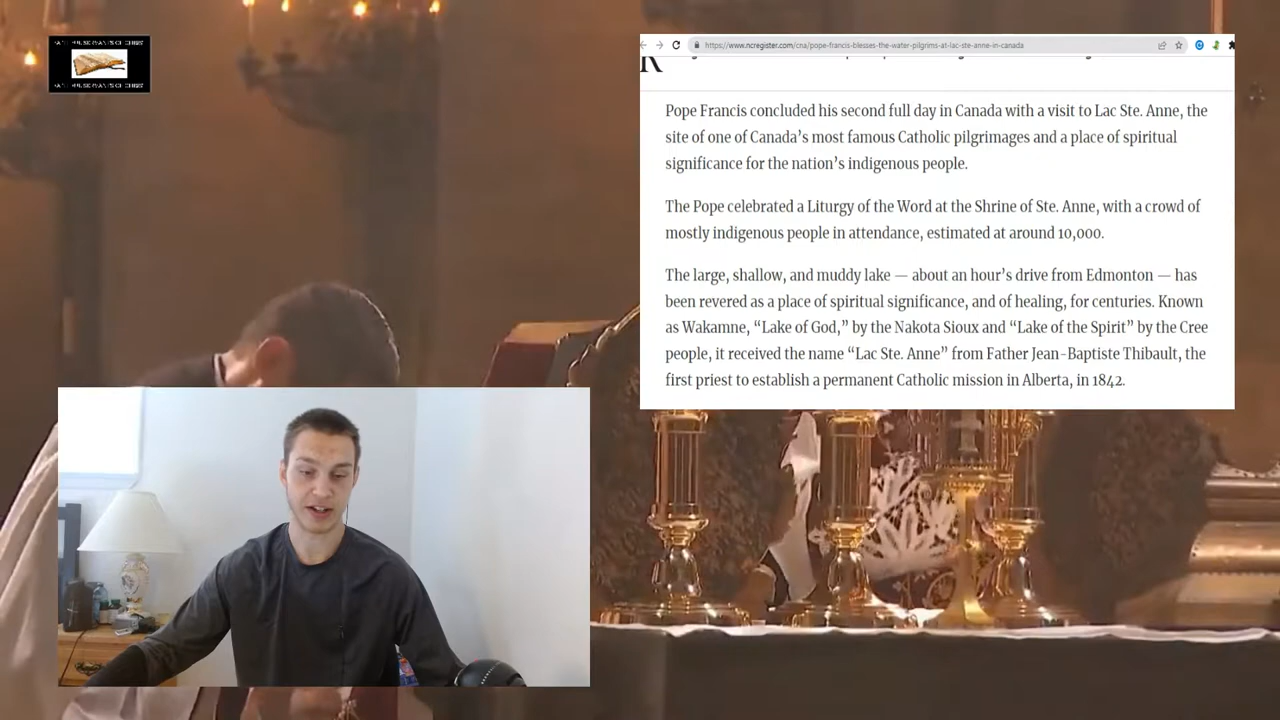 https://www.ncregister.com/cna/pope-francis-blesses-the-water-pilgrims-at-lac-ste-anne-in-canada
Pope Francis concluded his second full day in Canada with a visit to Lac Ste. Anne, the
site of one of Canada’s most famous Catholic pilgrimages and a place of spiritual
significance for the nation’s indigenous people.
The Pope celebrated a Liturgy of the Word at the Shrine of Ste. Anne, with a crowd of
mostly indigenous people in attendance, estimated at around 10,000.
The large, shallow, and muddy lake — about an hour’s drive from Edmonton — has
been revered as a place of spiritual significance, and of healing, for centuries. Known
as Wakamne, “Lake of God,” by the Nakota Sioux and “Lake of the Spirit” by the Cree
people, it received the name “Lac Ste. Anne” from Father Jean-Baptiste Thibault, the
first priest to establish a permanent Catholic mission in Alberta, in 1842.